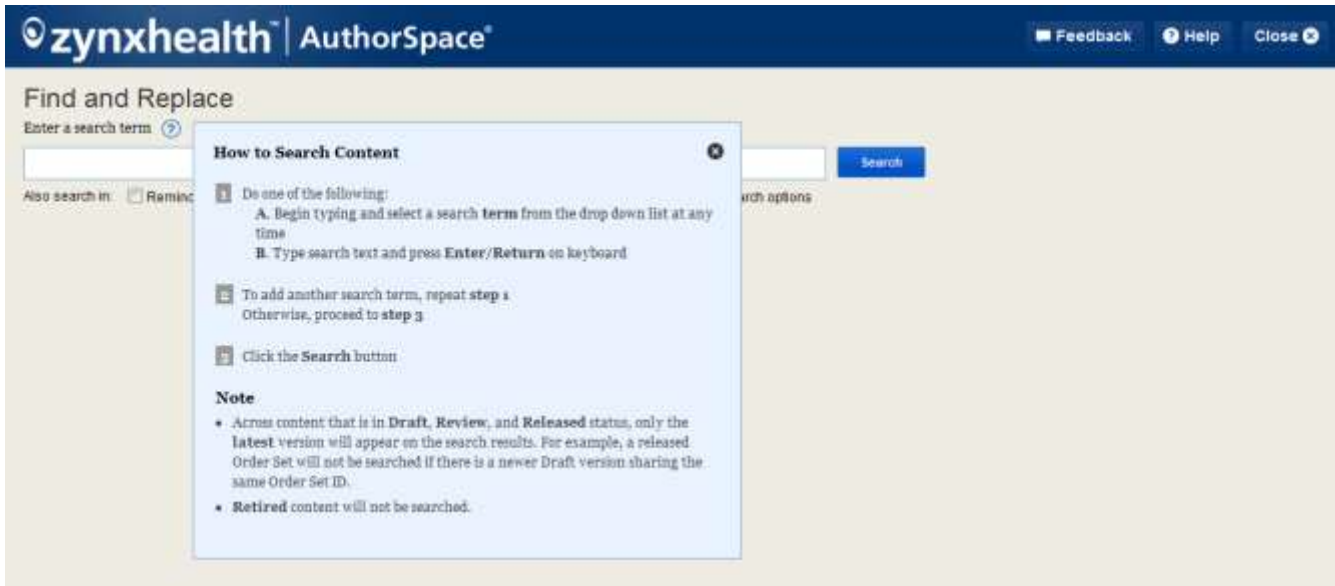 zynxhealth™ | AuthorSpace®
Feedback
Help
Close
Find and Replace
Enter a search term
How to Search Content
Search
Also search in:
1 Do one of the following:
A. Begin typing and select a search term from the drop down list at any
time
B. Type search text and press Enter/Return on keyboard
2 To add another search term, repeat step 1
Otherwise, proceed to step 3
3 Click the Search button
options
Note
• Across content that is in Draft, Review, and Released status, only the
latest version will appear on the search results. For example, a released
Order Set will not be searched if there is a newer Draft version sharing the
same Order Set ID.
• Retired content will not be searched.